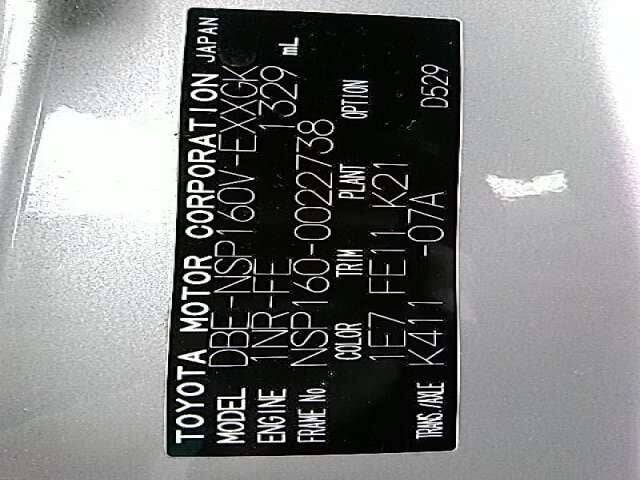 TOYOTA MOTOR CORPORATION JAPAN
MODEL DBE-NSP160V-EXXGK
ENGINE 1NR-FE 1329 mL
FRAME No. NSP160-0022738
COLOR TRIM PLANT OPTION
1E7 FE11 K21
TRANS./AXLE K411 -07A D529